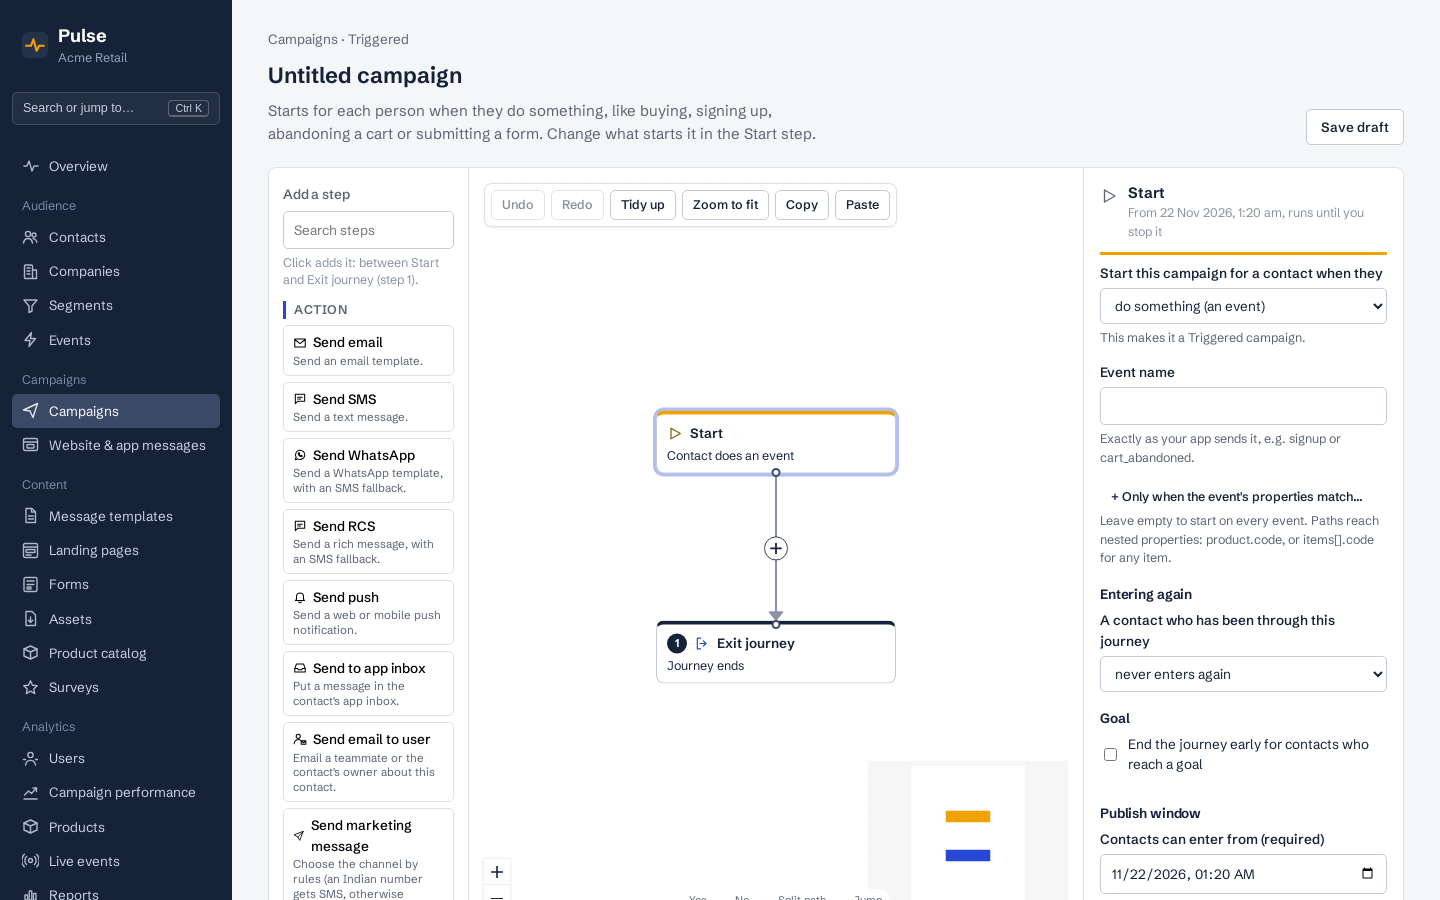 Pulse
Acme Retail
Search or jump to...
Ctrl K
Overview
Audience
Contacts
Companies
Segments
Events
Campaigns
Campaigns
Website & app messages
Content
Message templates
Landing pages
Forms
Assets
Product catalog
Surveys
Analytics
Users
Campaign performance
Products
Live events
Reports
Campaigns · Triggered
Untitled campaign
Starts for each person when they do something, like buying, signing up,
abandoning a cart or submitting a form. Change what starts it in the Start step.
Save draft
Add a step
Search steps
Click adds it: between Start
and Exit journey (step 1).
ACTION
Send email
Send an email template.
Send SMS
Send a text message.
Send WhatsApp
Send a WhatsApp template,
with an SMS fallback.
Send RCS
Send a rich message, with
an SMS fallback.
Send push
Send a web or mobile push
notification.
Send to app inbox
Put a message in the
contact's app inbox.
Send email to user
Email a teammate or the
contact's owner about this
contact.
Send marketing
message
Choose the channel by
rules (an Indian number
gets SMS, otherwise
Undo
Redo
Tidy up
Zoom to fit
Copy
Paste
Start
Contact does an event
1
Exit journey
Journey ends
Yes
No
Split path
Jump
Start
From 22 Nov 2026, 1:20 am, runs until you
stop it
Start this campaign for a contact when they
do something (an event)
This makes it a Triggered campaign.
Event name
Exactly as your app sends it, e.g. signup or
cart_abandoned.
+ Only when the event's properties match...
Leave empty to start on every event. Paths reach
nested properties: product.code, or items[].code
for any item.
Entering again
A contact who has been through this
journey
never enters again
Goal
End the journey early for contacts who
reach a goal
Publish window
Contacts can enter from (required)
11/22/2026, 01:20 AM